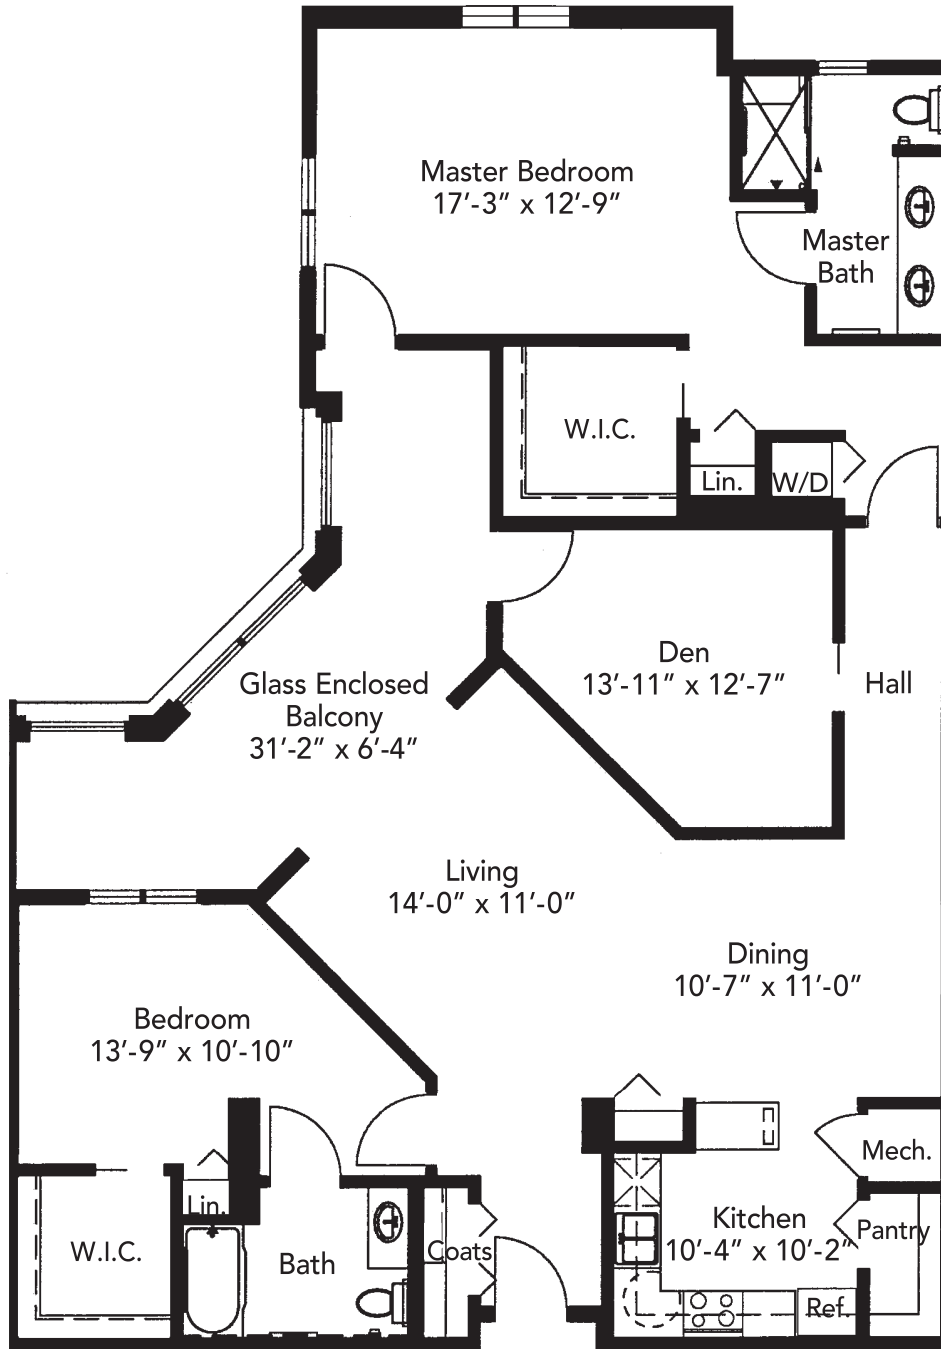 Master Bedroom
17’-3” x 12’-9”
Master
Bath
W.I.C.
Lin.
W/D
Den
13’-11” x 12’-7”
Hall
Glass Enclosed
Balcony
31’-2” x 6’-4”
Living
14’-0” x 11’-0”
Dining
10’-7” x 11’-0”
Bedroom
13’-9” x 10’-10”
Mech.
Lin.
W.I.C.
Bath
Coats
Kitchen
10’-4” x 10’-2”
Pantry
Ref.